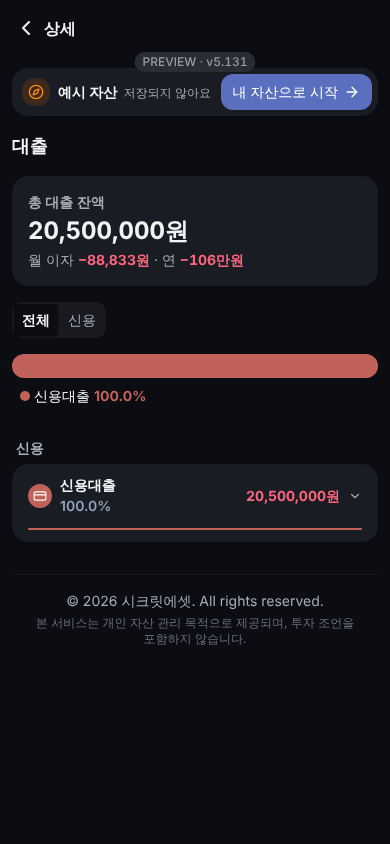 상세
PREVIEW · v5.131
예시 자산 저장되지 않아요
내 자산으로 시작 →
대출
총 대출 잔액
20,500,000원
월 이자 −88,833원 · 연 −106만원
전체 신용
신용대출 100.0%
신용
신용대출
100.0%
20,500,000원
© 2026 시크릿에셋. All rights reserved.
본 서비스는 개인 자산 관리 목적으로 제공되며, 투자 조언을
포함하지 않습니다.